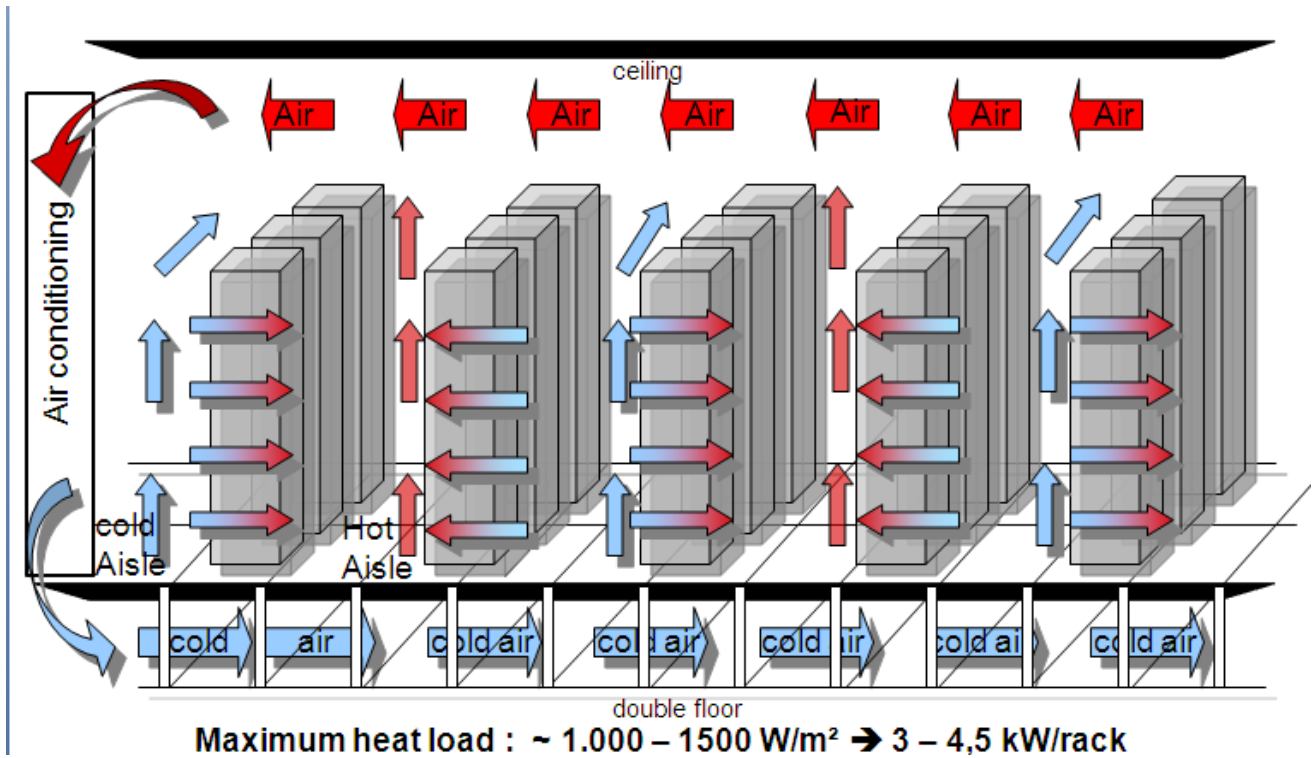 ceiling
Air Air Air Air Air Air Air
Air conditioning
cold
Aisle
Hot
Aisle
cold air cold air cold air cold air cold air cold air
double floor
Maximum heat load : ~ 1.000 – 1500 W/m² ➔ 3 – 4,5 kW/rack